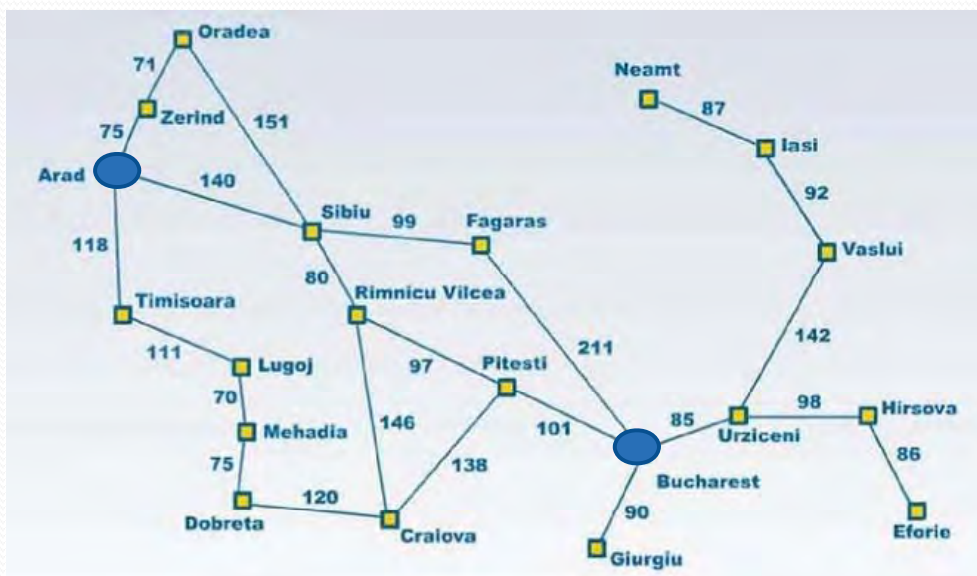 Oradea
71
Neamt
87
Zerind
151
Iasi
75
Arad
140
92
Sibiu
99
Fagaras
118
Vaslui
80
Timisoara
Rimnicu Vilcea
111
211
142
Lugoj
97
Pitesti
70
98
Hirsova
Mehadia
146
101
85
Urziceni
86
75
138
Bucharest
120
90
Dobreta
Craiova
Eforie
Giurgiu